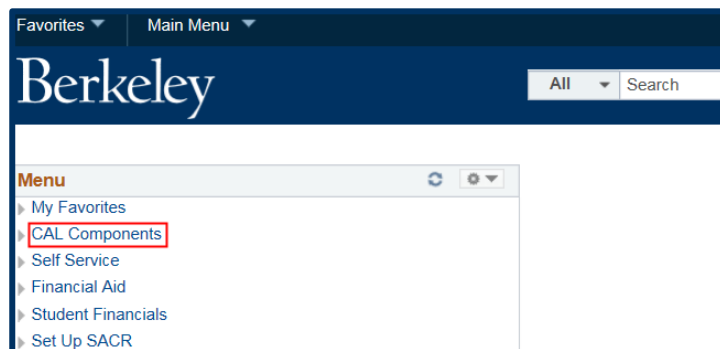 Favorites Main Menu
Berkeley
All Search
Menu
My Favorites
CAL Components
Self Service
Financial Aid
Student Financials
Set Up SACR